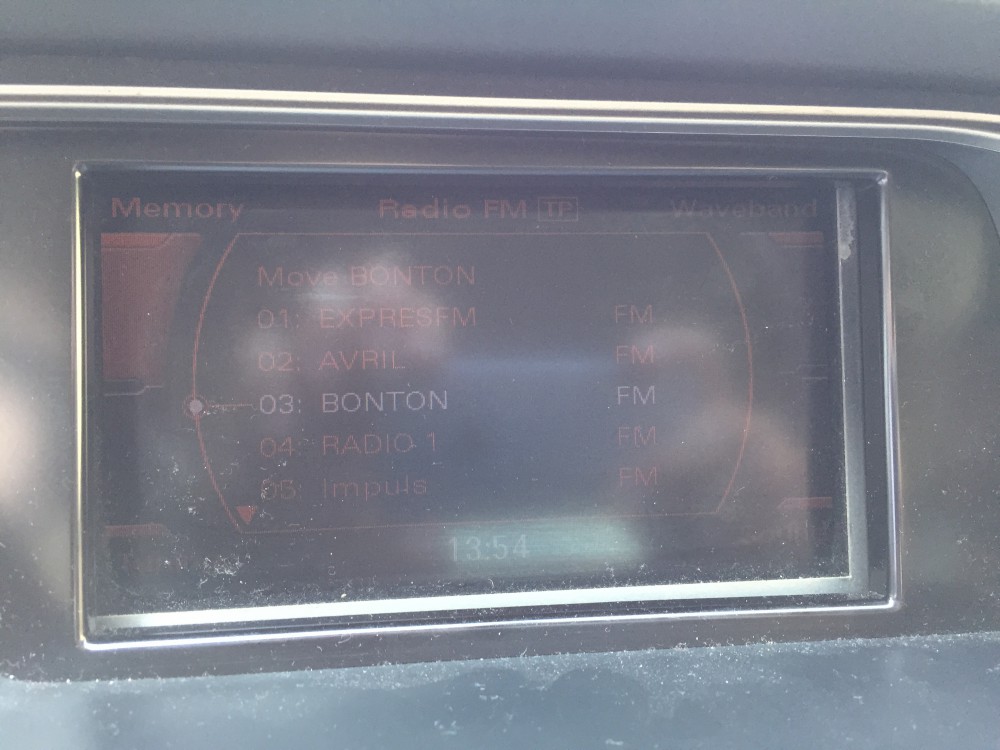 Memory Radio FM TP Waveband
Move BONTON
01: EXPRESFM FM
02: AVRIL FM
03: BONTON FM
04: RADIO 1 FM
05: Impuls FM
13:54